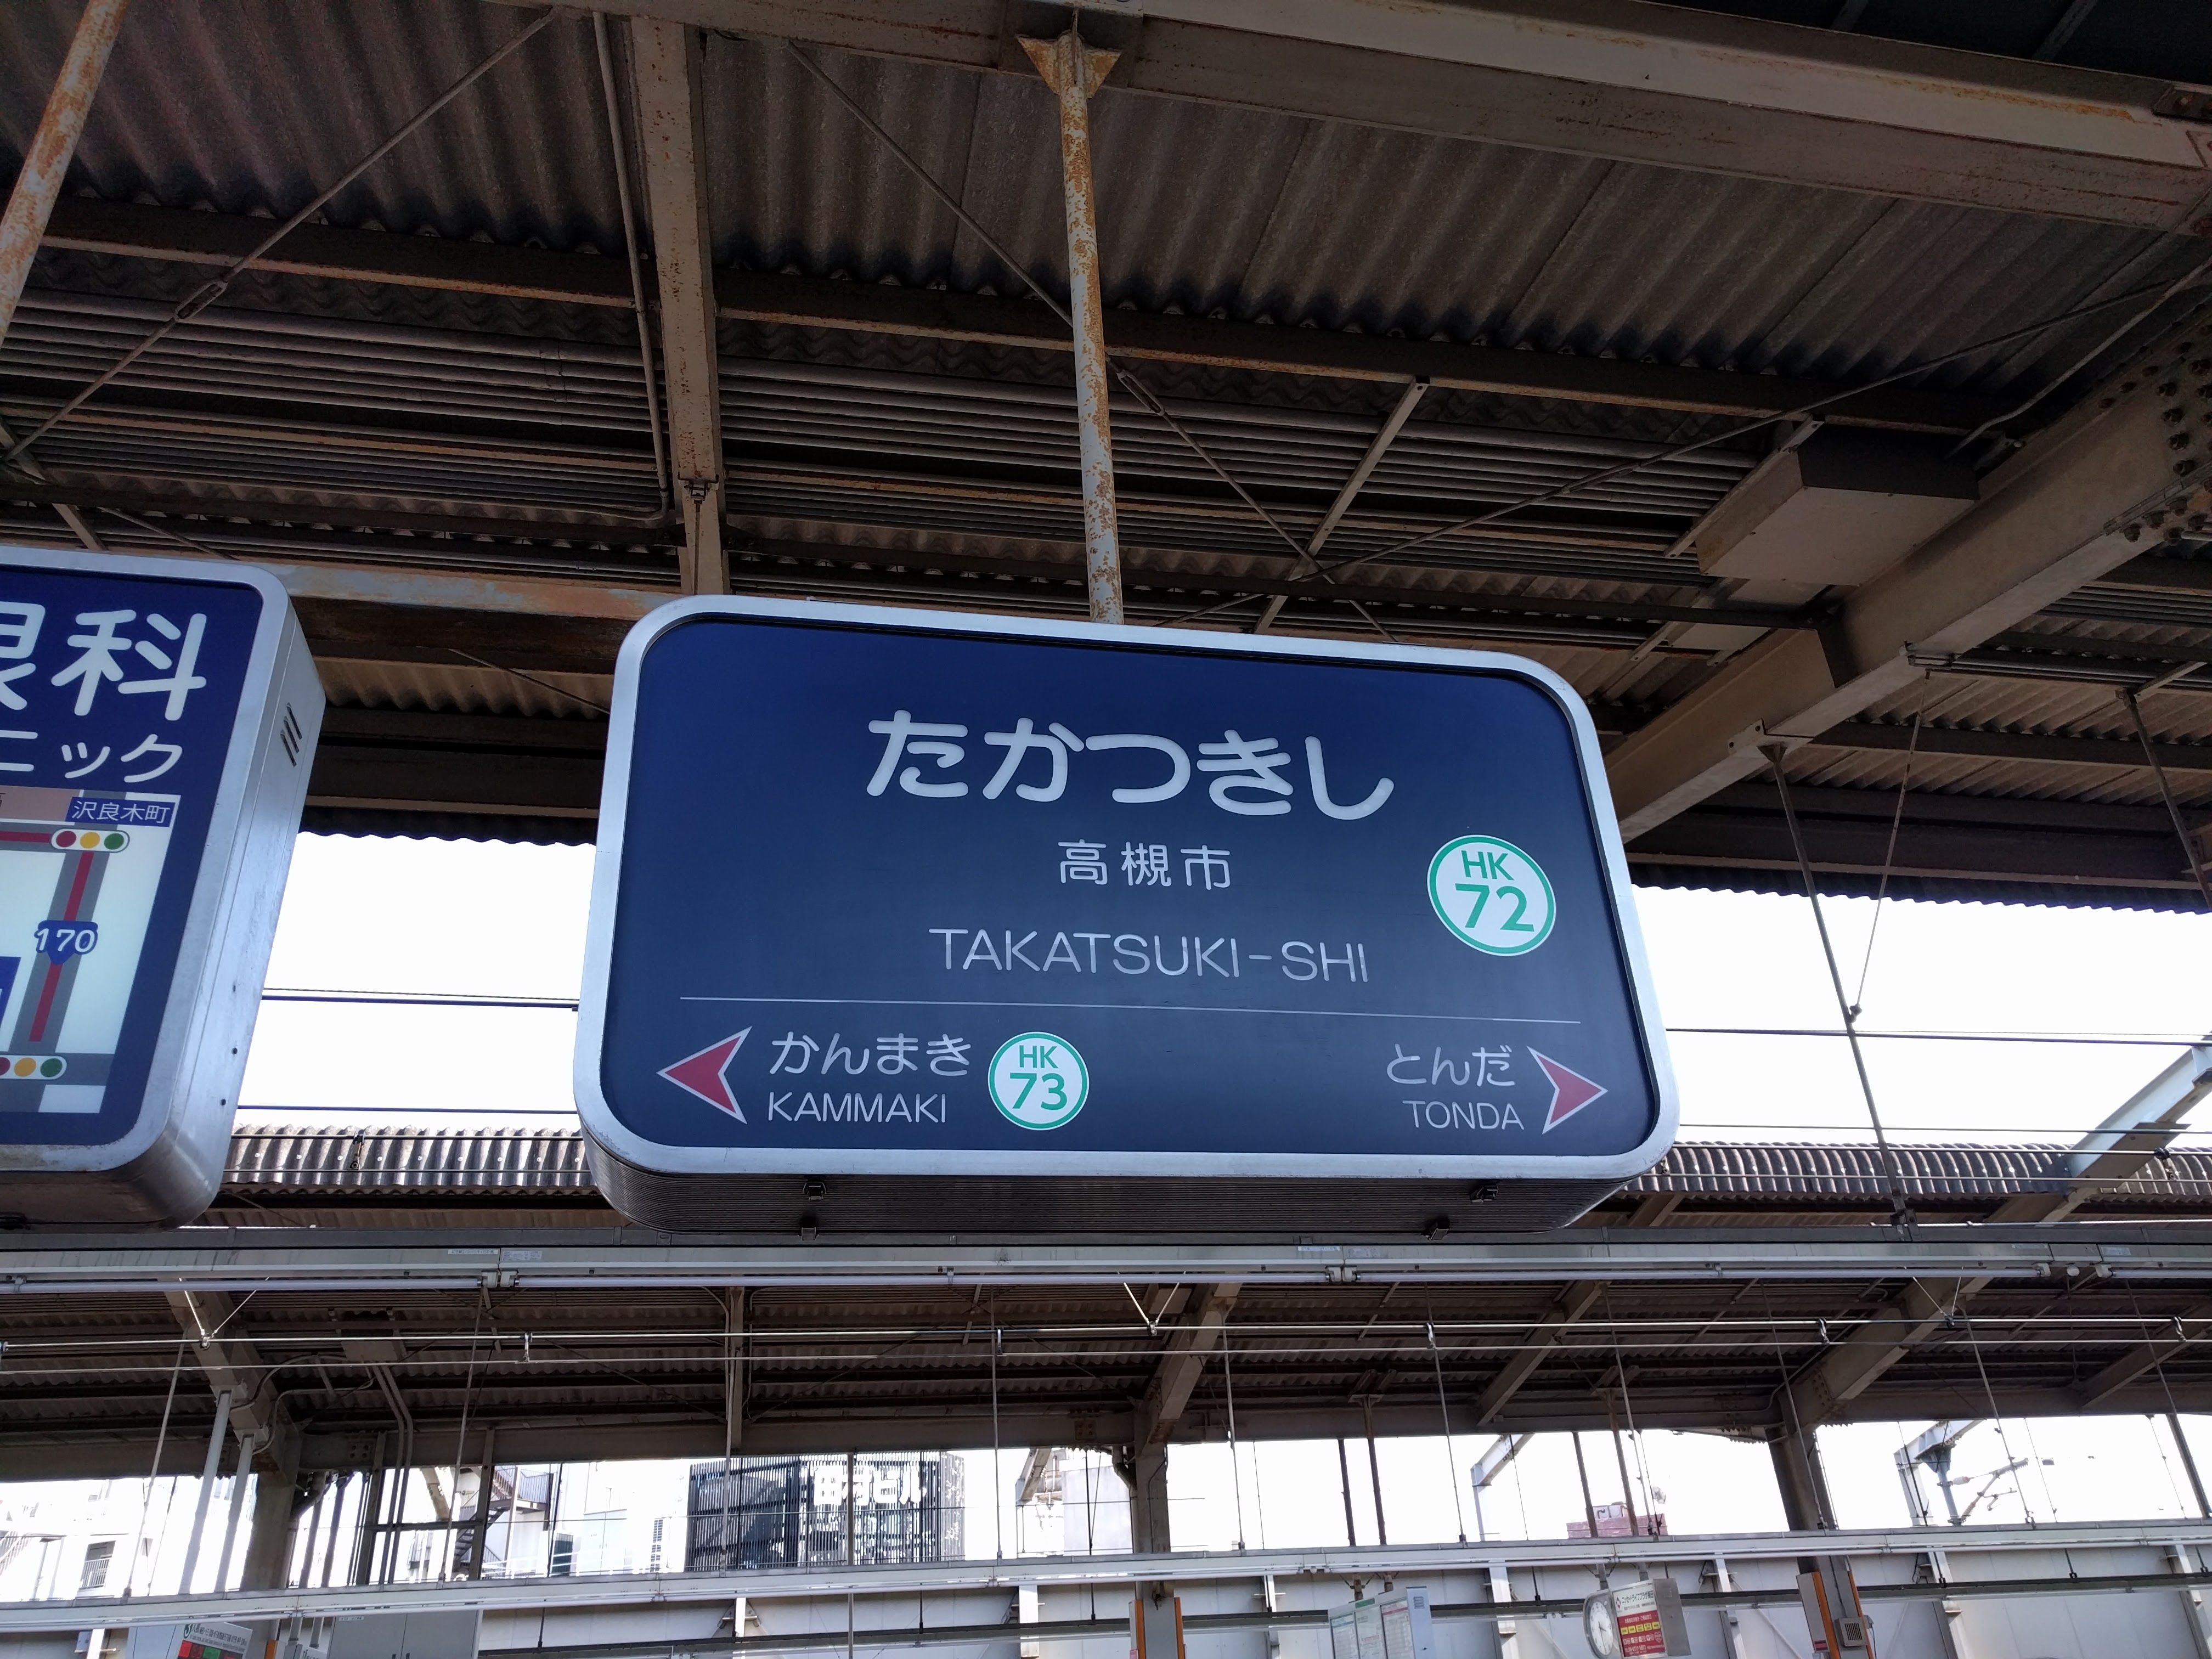 眼科
ニック
沢良木町
170
たかつきし
高槻市
TAKATSUKI-SHI
HK
72
かんまき
KAMMAKI
HK
73
とんだ
TONDA